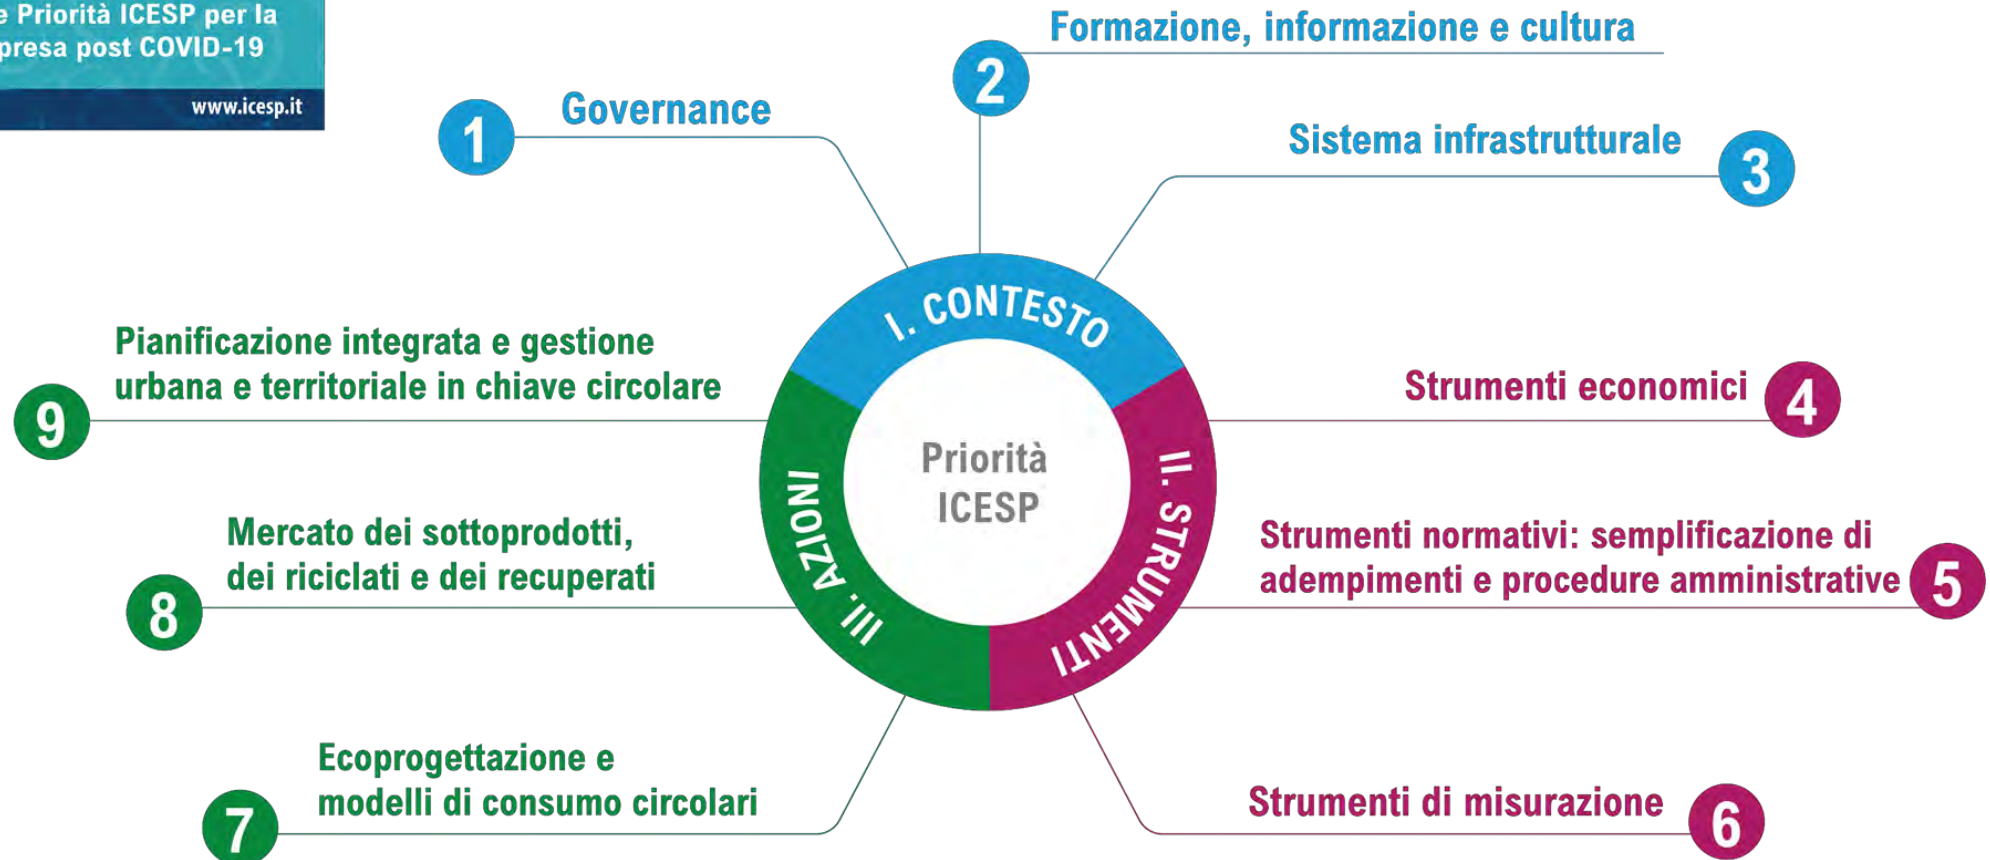 Priorità ICESP per la
post COVID-19
www.icesp.it
1
Governance
2
Formazione, informazione e cultura
3
Sistema infrastrutturale
4
Strumenti economici
5
Strumenti normativi: semplificazione di
adempimenti e procedure amministrative
6
Strumenti di misurazione
7
Ecoprogettazione e
modelli di consumo circolari
8
Mercato dei sottoprodotti,
dei riciclati e dei recuperati
9
Pianificazione integrata e gestione
urbana e territoriale in chiave circolare
I. CONTESTO
II. STRUMENTI
III. AZIONI
Priorità
ICESP